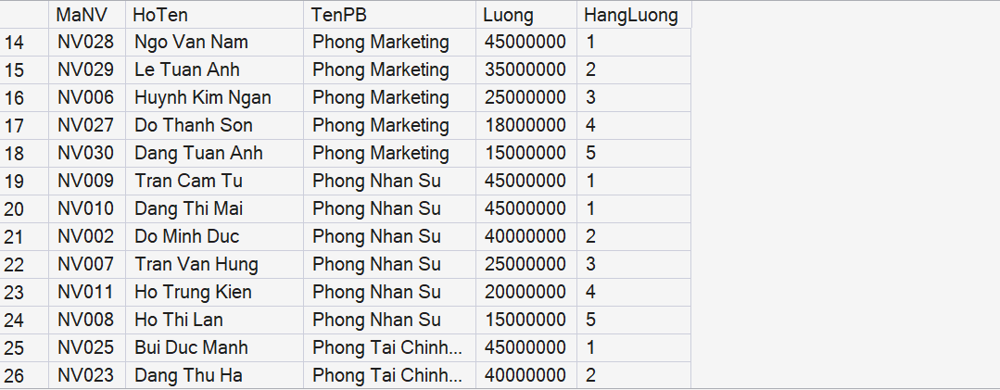 MaNV HoTen TenPB Luong HangLuong
14 NV028 Ngo Van Nam Phong Marketing 45000000 1
15 NV029 Le Tuan Anh Phong Marketing 35000000 2
16 NV006 Huynh Kim Ngan Phong Marketing 25000000 3
17 NV027 Do Thanh Son Phong Marketing 18000000 4
18 NV030 Dang Tuan Anh Phong Marketing 15000000 5
19 NV009 Tran Cam Tu Phong Nhan Su 45000000 1
20 NV010 Dang Thi Mai Phong Nhan Su 45000000 1
21 NV002 Do Minh Duc Phong Nhan Su 40000000 2
22 NV007 Tran Van Hung Phong Nhan Su 25000000 3
23 NV011 Ho Trung Kien Phong Nhan Su 20000000 4
24 NV008 Ho Thi Lan Phong Nhan Su 15000000 5
25 NV025 Bui Duc Manh Phong Tai Chinh... 45000000 1
26 NV023 Dang Thu Ha Phong Tai Chinh... 40000000 2